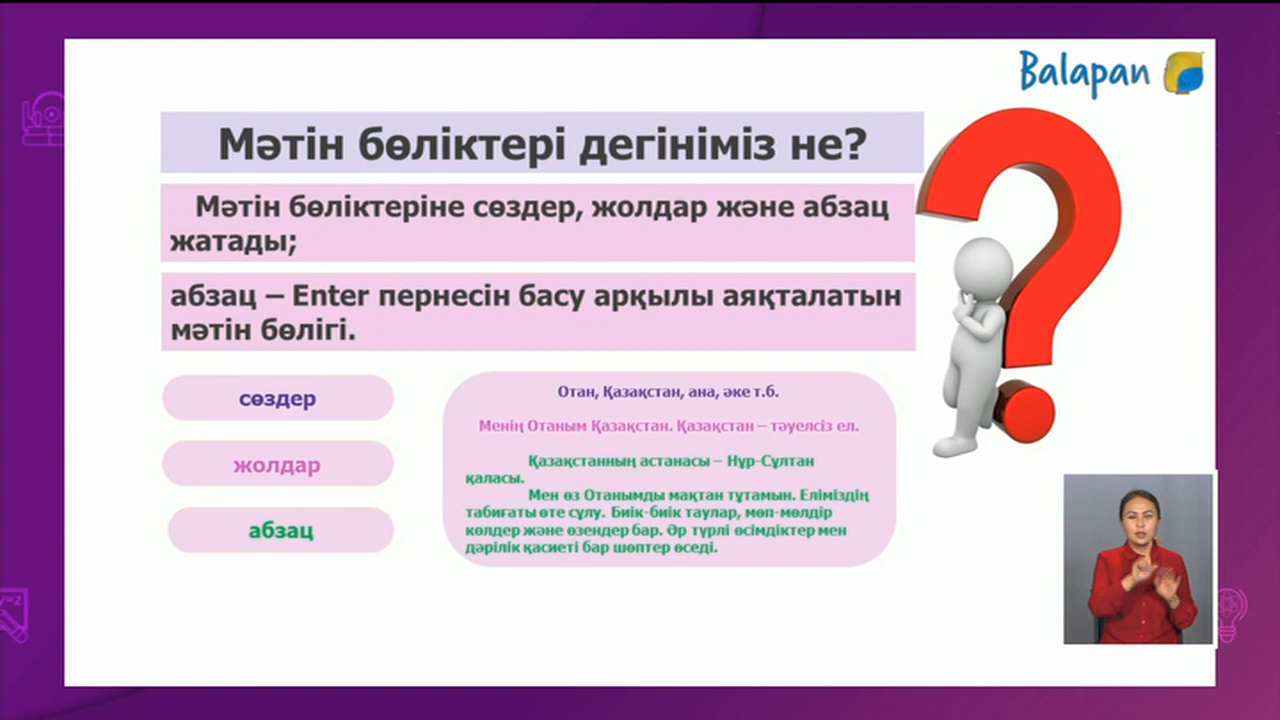 Balapan
Мәтін бөліктері дегініміз не?
Мәтін бөліктеріне сөздер, жолдар және абзац
жатады;
абзац – Enter пернесін басу арқылы аяқталатын
мәтін бөлігі.
сөздер
жолдар
абзац
Отан, Қазақстан, ана, әке т.б.
Менің Отаным Қазақстан. Қазақстан – тәуелсіз ел.
Қазақстанның астанасы – Нұр-Сұлтан
қаласы.
Мен өз Отанымды мақтан тұтамын. Еліміздің
табиғаты өте сұлу. Биік-биік таулар, мөп-мөлдір
көлдер және өзендер бар. Әр түрлі өсімдіктер мен
дәрілік қасиеті бар шөптер өседі.